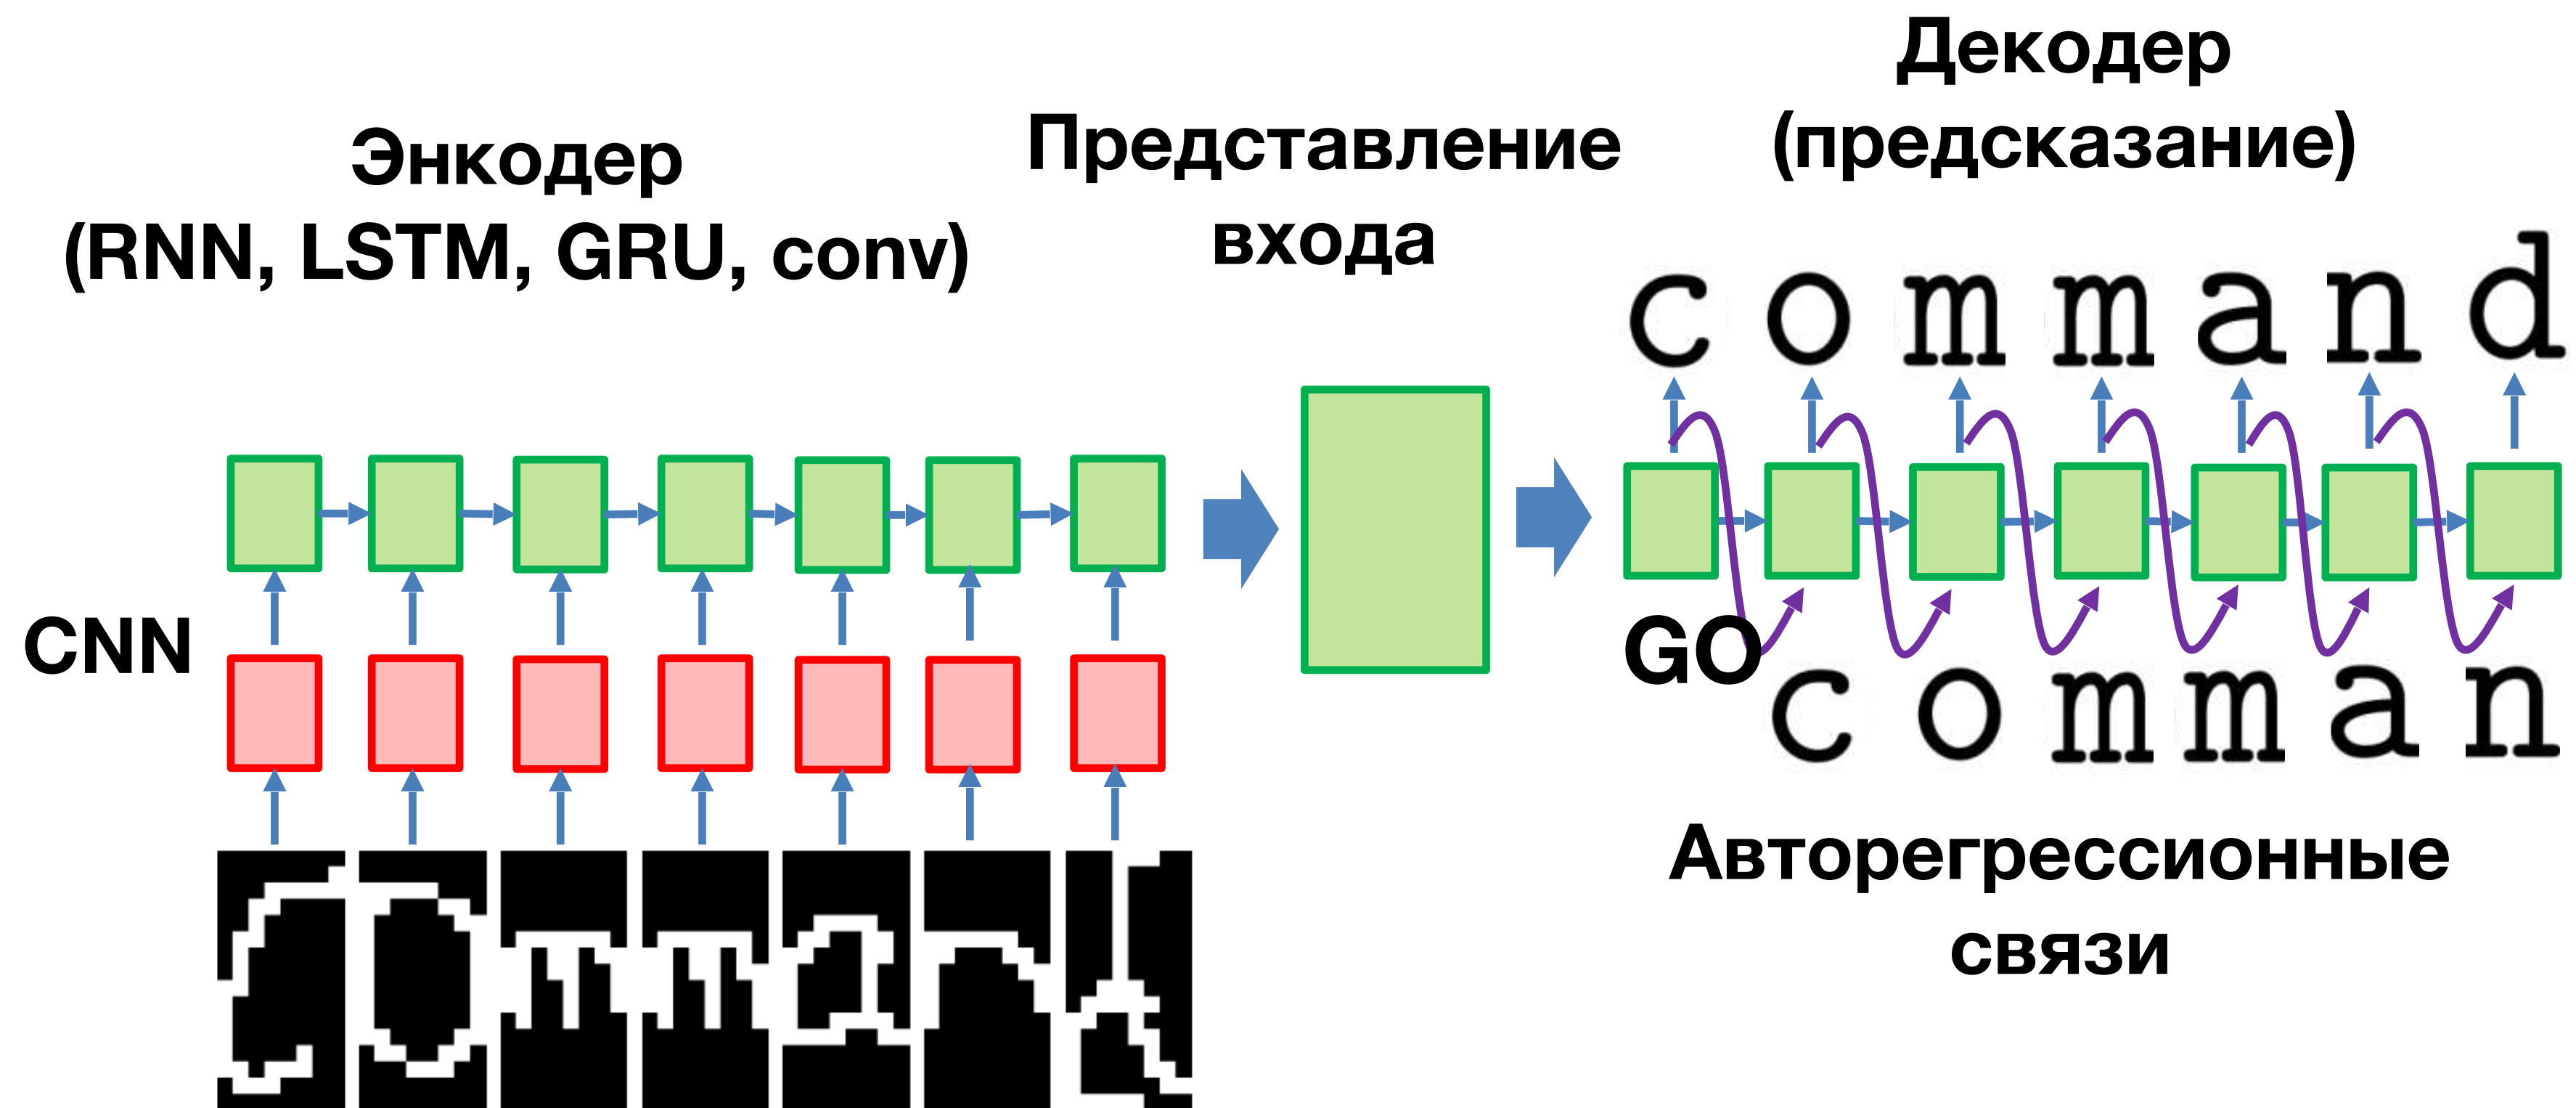 Энкодер
(RNN, LSTM, GRU, conv)
Представление
входа
Декодер
(предсказание)
c o m m a n d
CNN
GO
c o m m a n
Авторегрессионные
связи
c o m m a n d